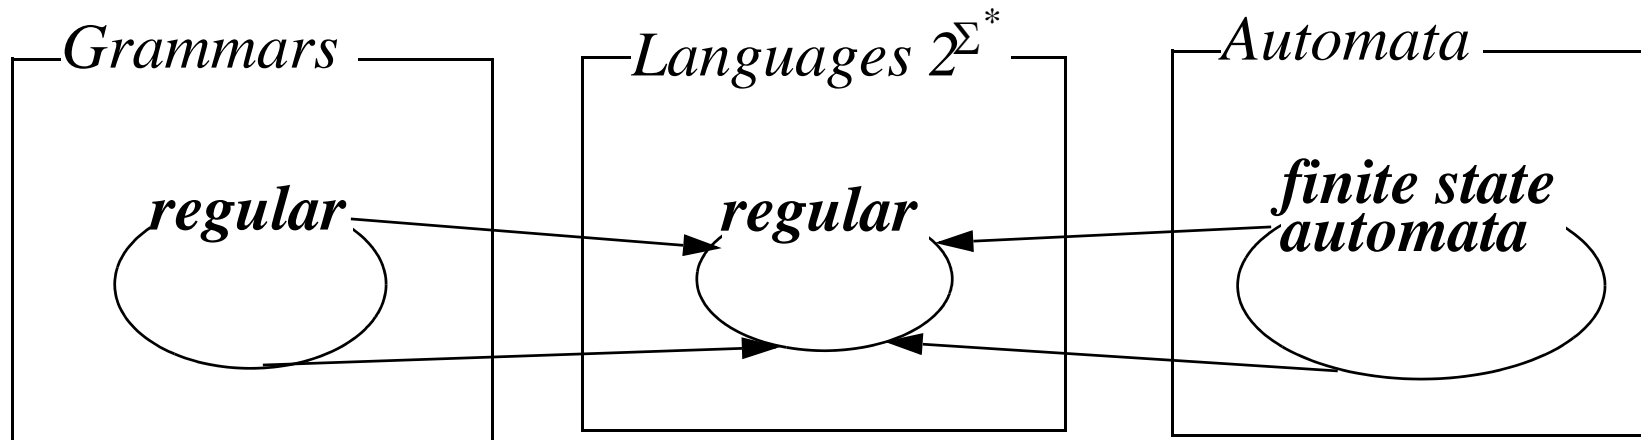 Grammars
Languages 2^Σ^*
Automata
regular
regular
finite state
automata